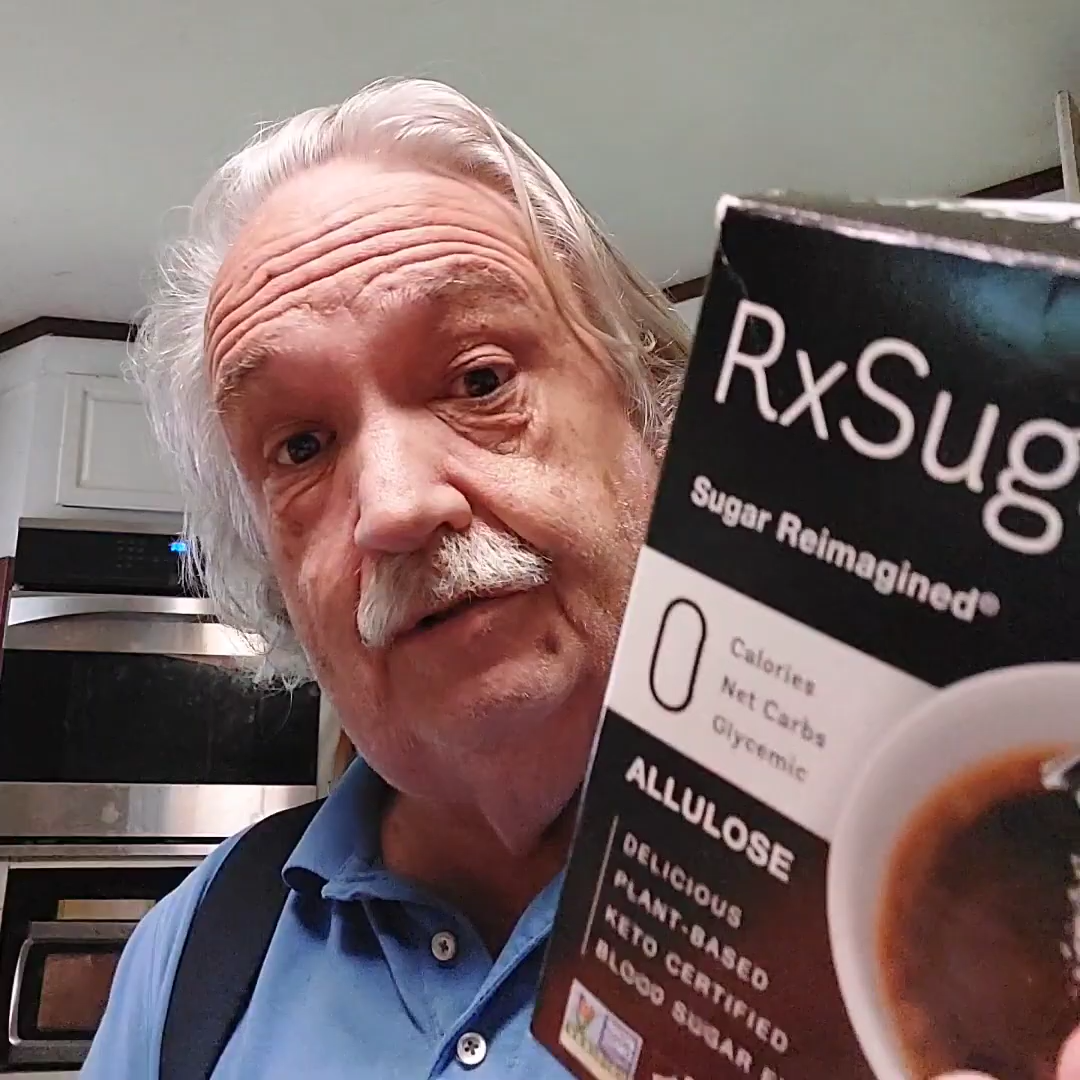 RxSug
Sugar Reimagined®
0
Calories
Net Carbs
Glycemic
ALLULOSE
DELICIOUS
PLANT-BASED
KETO CERTIFIED
BLOOD SUGAR